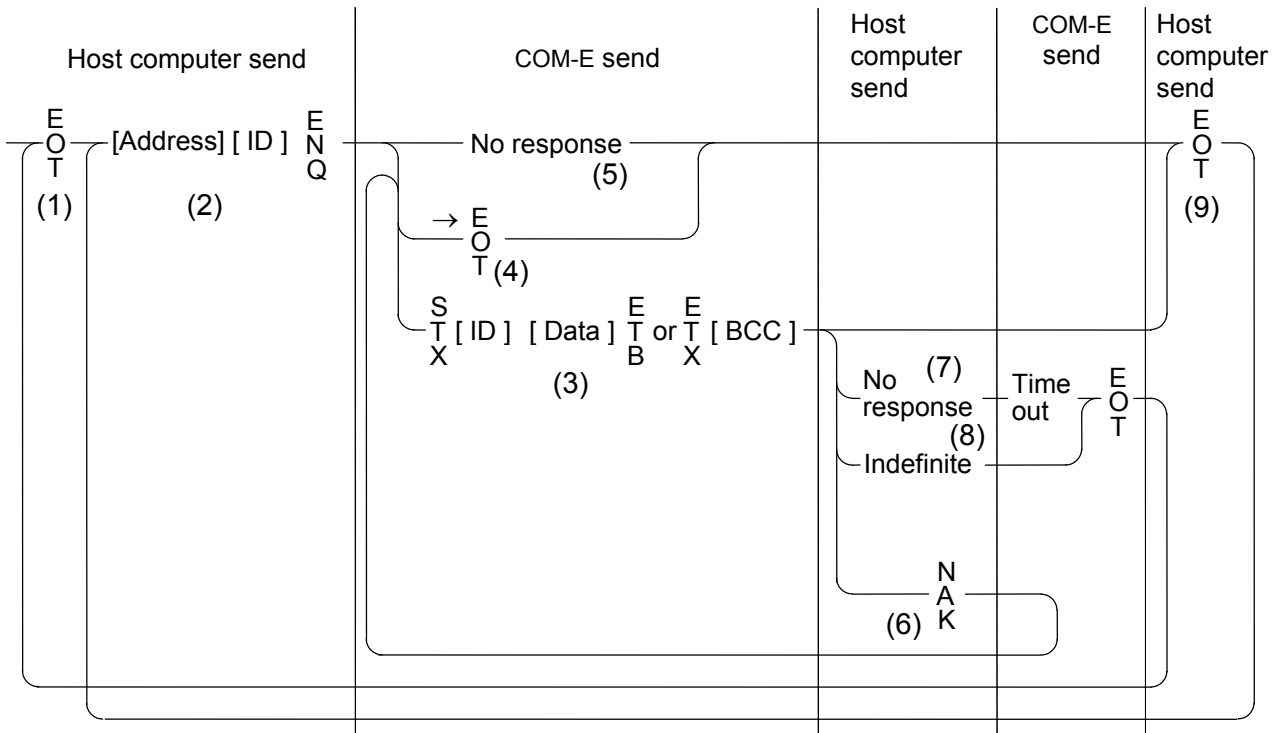 Host computer send
COM-E send
Host computer send
COM-E send
Host computer send
EOT
[Address] [ ID ]
ENQ
(1)
(2)
No response
(5)
→ EOT
(4)
STX [ ID ] [ Data ] ETB or ETX [ BCC ]
(3)
No response
(7)
Time out
EOT
(8)
Indefinite
NAK
(6)
EOT
(9)